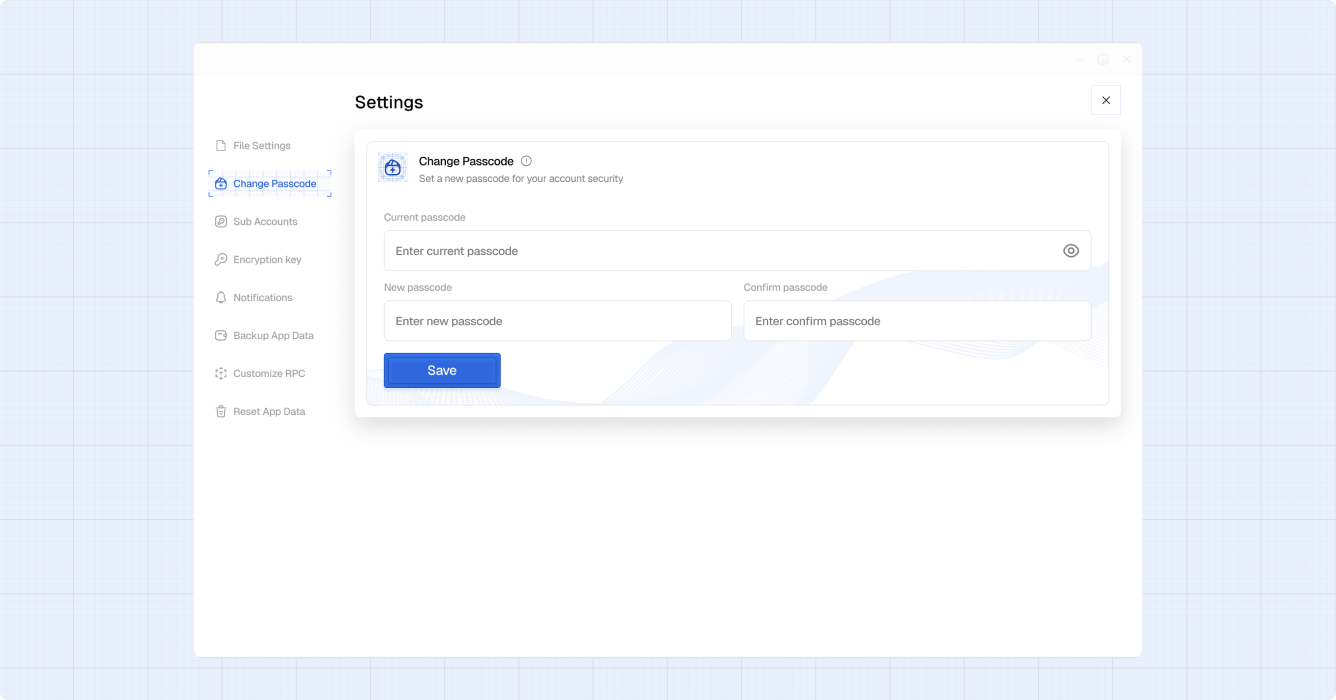 Settings
File Settings
Change Passcode
Sub Accounts
Encryption key
Notifications
Backup App Data
Customize RPC
Reset App Data
Change Passcode
Set a new passcode for your account security
Current passcode
Enter current passcode
New passcode
Confirm passcode
Enter new passcode
Enter confirm passcode
Save